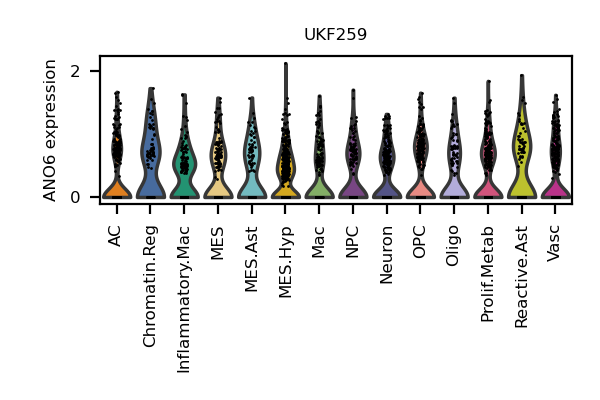 UKF259
ANO6 expression
2
0
AC
Chromatin.Reg
Inflammatory.Mac
MES
MES.Ast
MES.Hyp
Mac
NPC
Neuron
OPC
Oligo
Prolif.Metab
Reactive.Ast
Vasc